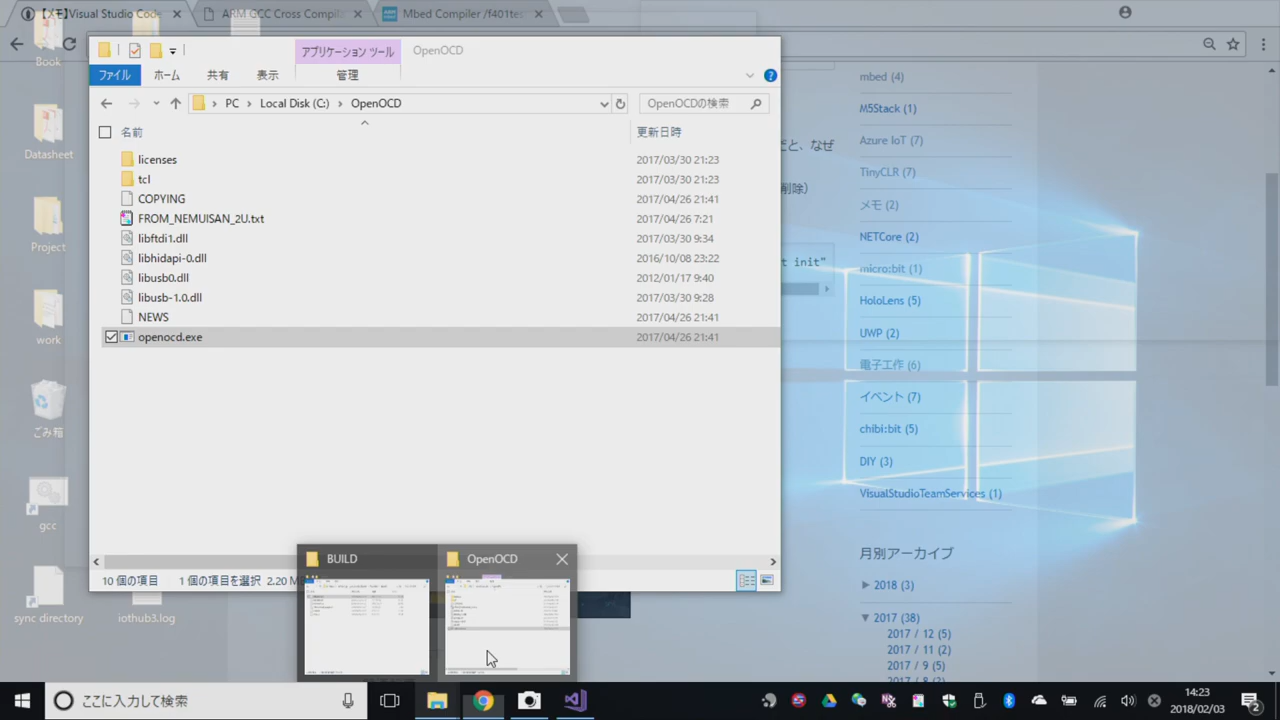 【メモ】Visual Studio Code
ARM GCC Cross Compil
Mbed Compiler /f401tes
Book
Datasheet
Project
work
ごみ箱
gcc
sync directory
iothub3.log
アプリケーション ツール
OpenOCD
ファイル
ホーム
共有
表示
管理
PC
Local Disk (C:)
OpenOCD
OpenOCDの検索
名前
更新日時
licenses
2017/03/30 21:23
tcl
2017/03/30 21:23
COPYING
2017/04/26 21:41
FROM_NEMUISAN_2U.txt
2017/04/26 7:21
libftdi1.dll
2017/03/30 9:34
libhidapi-0.dll
2016/10/08 23:22
libusb0.dll
2012/01/17 9:40
libusb-1.0.dll
2017/03/30 9:28
NEWS
2017/04/26 21:41
openocd.exe
2017/04/26 21:41
10 個の項目
1 個の項目を選択 2.20 M
BUILD
OpenOCD
と、なぜ
削除）
t init"
mbed (4)
M5Stack (1)
Azure IoT (7)
TinyCLR (7)
メモ (2)
NETCore (2)
micro:bit (1)
HoloLens (5)
UWP (2)
電子工作 (6)
イベント (7)
chibi:bit (5)
DIY (3)
VisualStudioTeamServices (1)
月別アーカイブ
▶ 2018 (3)
▼ 2017 (38)
2017 / 12 (5)
2017 / 11 (2)
2017 / 9 (5)
ここに入力して検索
14:23
2018/02/03
2